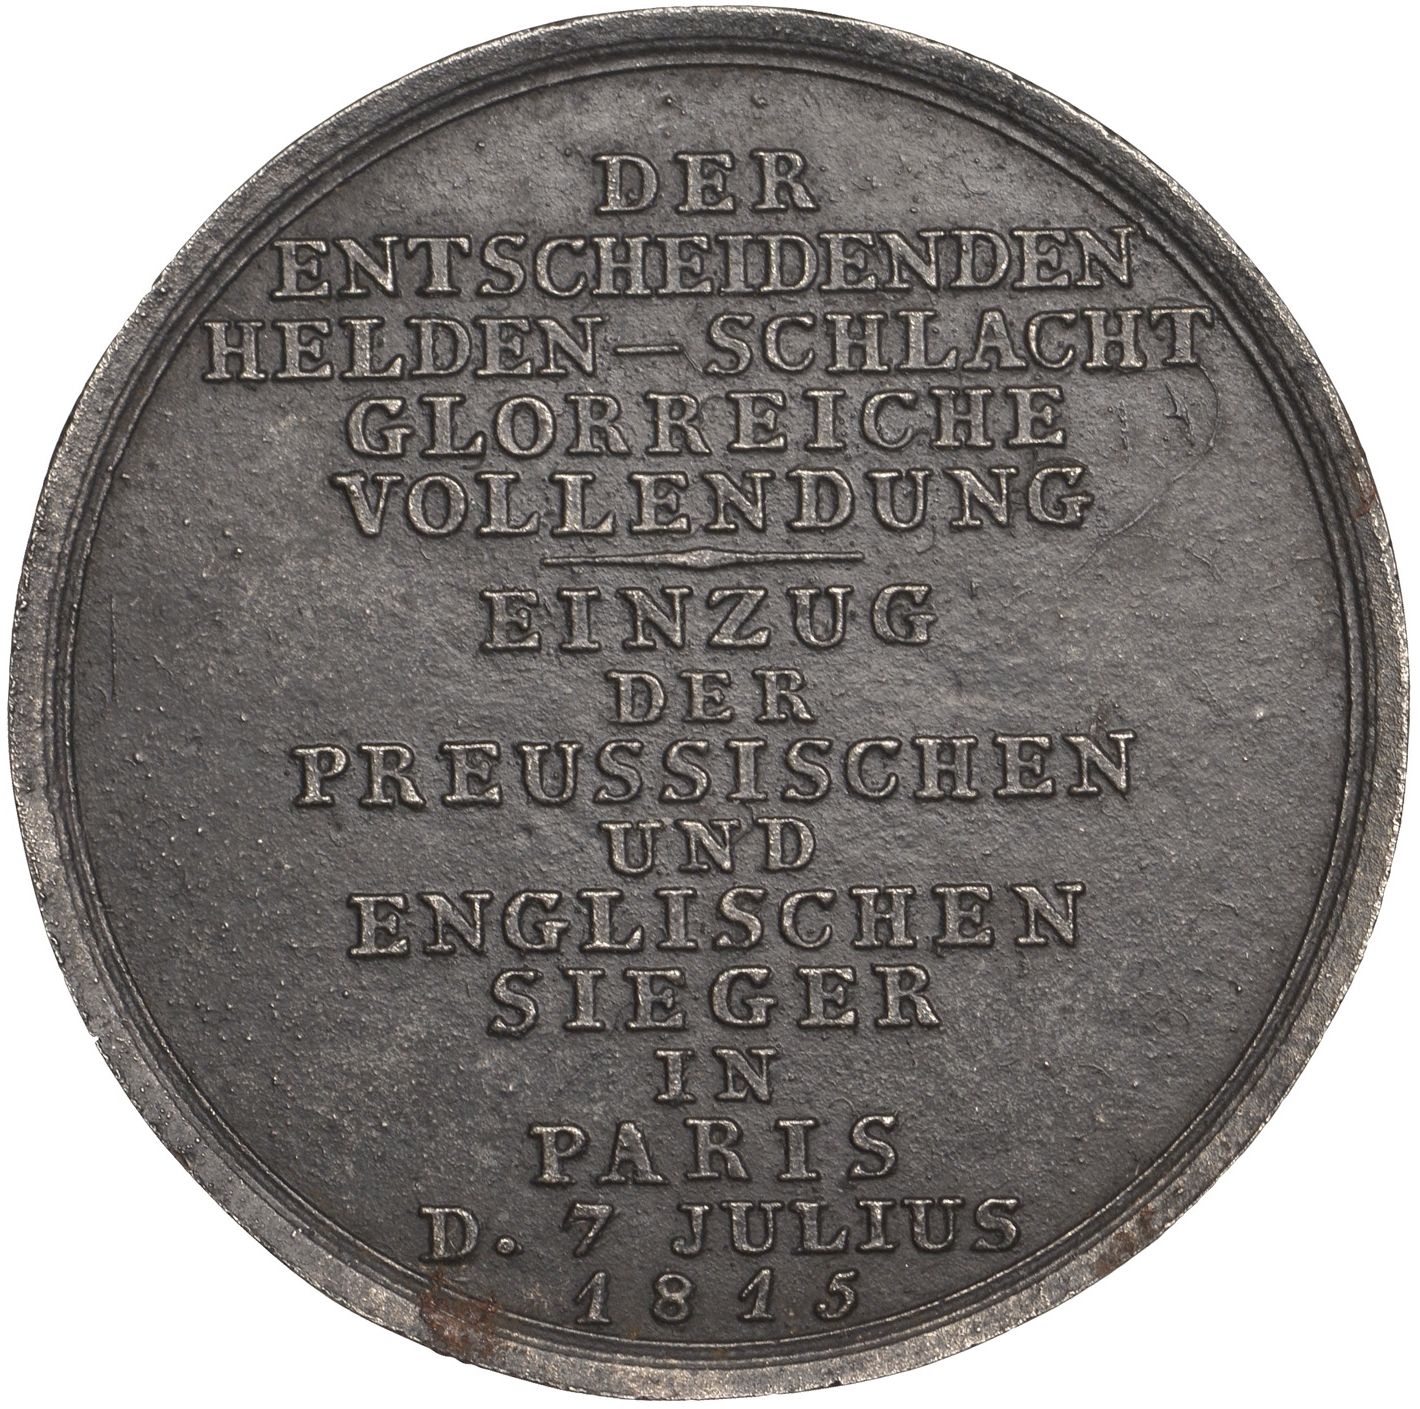 DER
ENTSCHEIDENDEN
HELDEN — SCHLACHT
GLORREICHE
VOLLENDUNG
EINZUG
DER
PREUSSISCHEN
UND
ENGLISCHEN
SIEGER
IN
PARIS
D. 7 JULIUS
1815